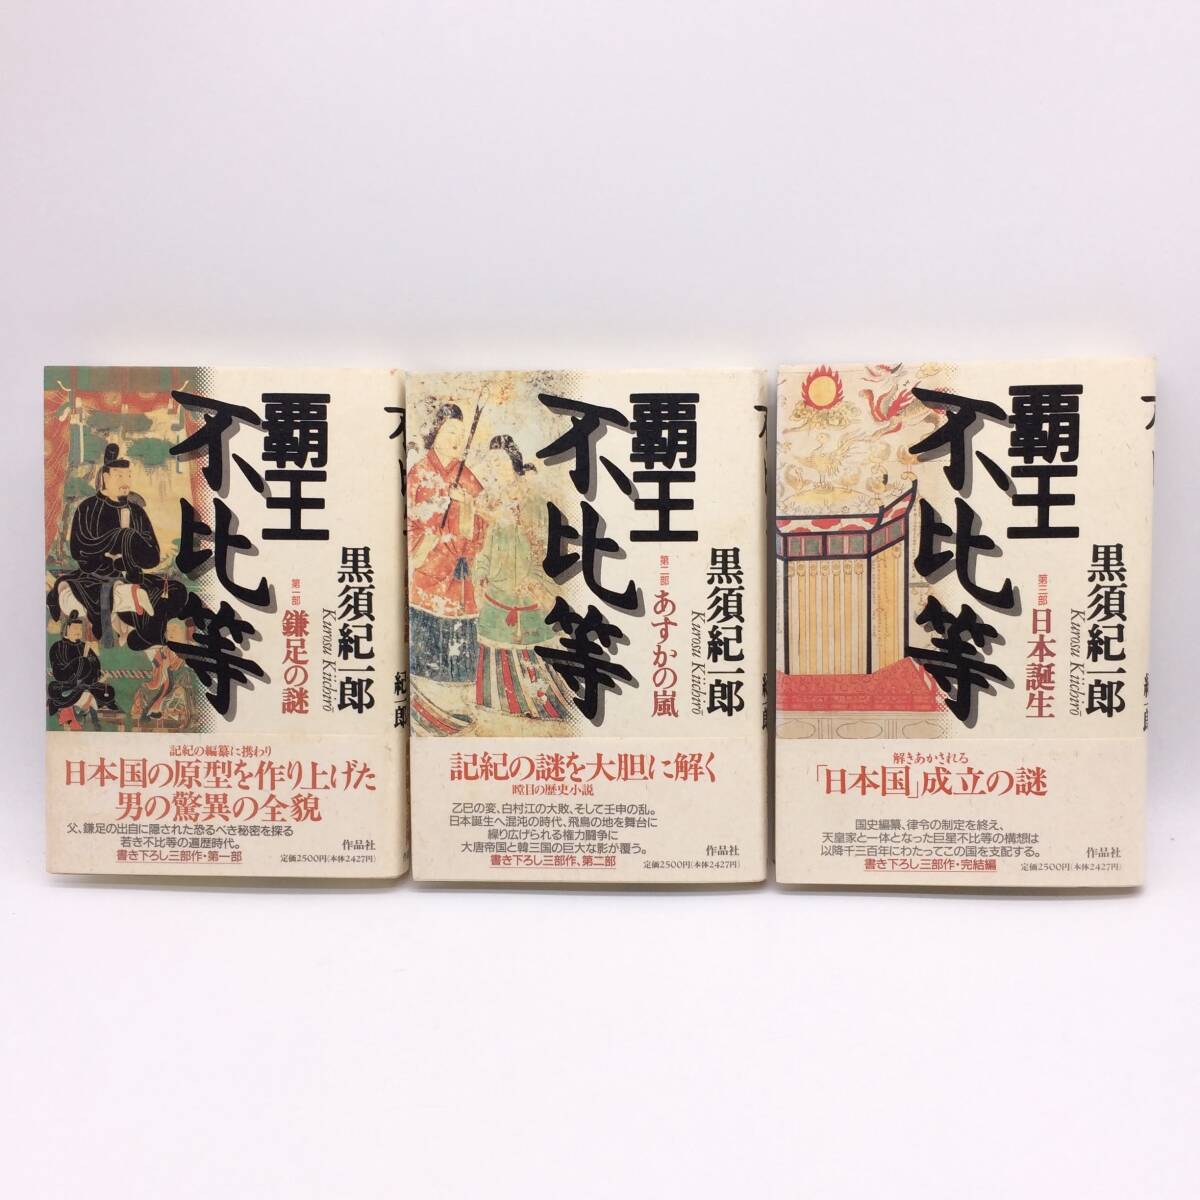 覇王
不比等
第一部
鎌足の謎
黒須紀一郎
Kurosu Kiichirō
紀一郎
記紀の編纂に携わり
日本国の原型を作り上げた
男の驚異の全貌
父、鎌足の出自に隠された恐るべき秘密を探る
若き不比等の遍歴時代。
書き下ろし三部作・第一部
作品社
定価2500円(本体2427円)
覇王
不比等
第二部
あすかの嵐
黒須紀一郎
Kurosu Kiichirō
記紀の謎を大胆に解く
瞠目の歴史小説
乙巳の変、白村江の大敗、そして壬申の乱。
日本誕生へ混沌の時代、飛鳥の地を舞台に
繰り広げられる権力闘争に
大唐帝国と韓三国の巨大な影が覆う。
書き下ろし三部作、第二部
作品社
定価2500円(本体2427円)
覇王
不比等
第三部
日本誕生
黒須紀一郎
Kurosu Kiichirō
解きあかされる
「日本国」成立の謎
国史編纂、律令の制定を終え、
天皇家と一体となった巨星不比等の構想は
以降千三百年にわたってこの国を支配する。
書き下ろし三部作・完結編
作品社
定価2500円(本体2427円)